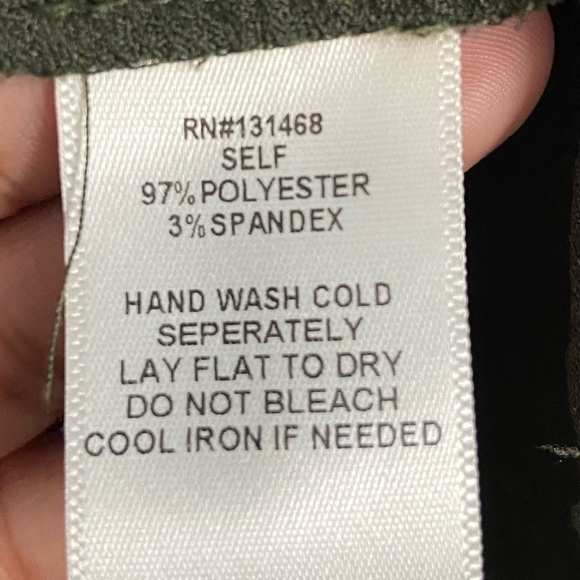 RN#131468
SELF
97% POLYESTER
3% SPANDEX
HAND WASH COLD
SEPERATELY
LAY FLAT TO DRY
DO NOT BLEACH
COOL IRON IF NEEDED